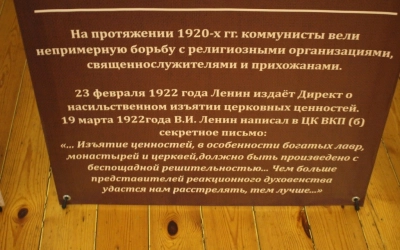 На протяжении 1920-х гг. коммунисты вели
непримерную борьбу с религиозными организациями,
священнослужителями и прихожанами.
23 февраля 1922 года Ленин издаёт Директ о
насильственном изъятии церковных ценностей.
19 марта 1922года В.И. Ленин написал в ЦК ВКП (б)
секретное письмо:
«... Изъятие ценностей, в особенности богатых лавр,
монастырей и церквей,должно быть произведено с
беспощадной решительностью... Чем больше
представителей реакционного духовенства
удастся нам расстрелять, тем лучше...»